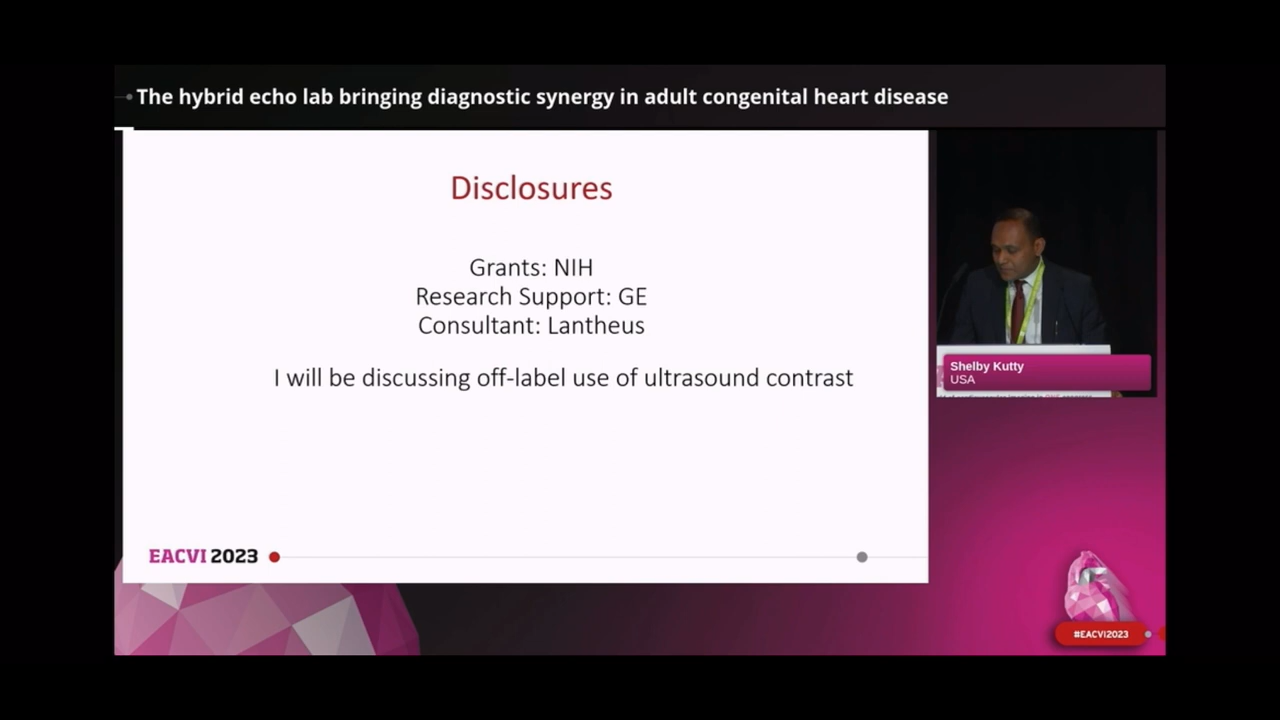 The hybrid echo lab bringing diagnostic synergy in adult congenital heart disease
Disclosures
Grants: NIH
Research Support: GE
Consultant: Lantheus
I will be discussing off-label use of ultrasound contrast
EACVI 2023
Shelby Kutty
USA
#EACVI2023